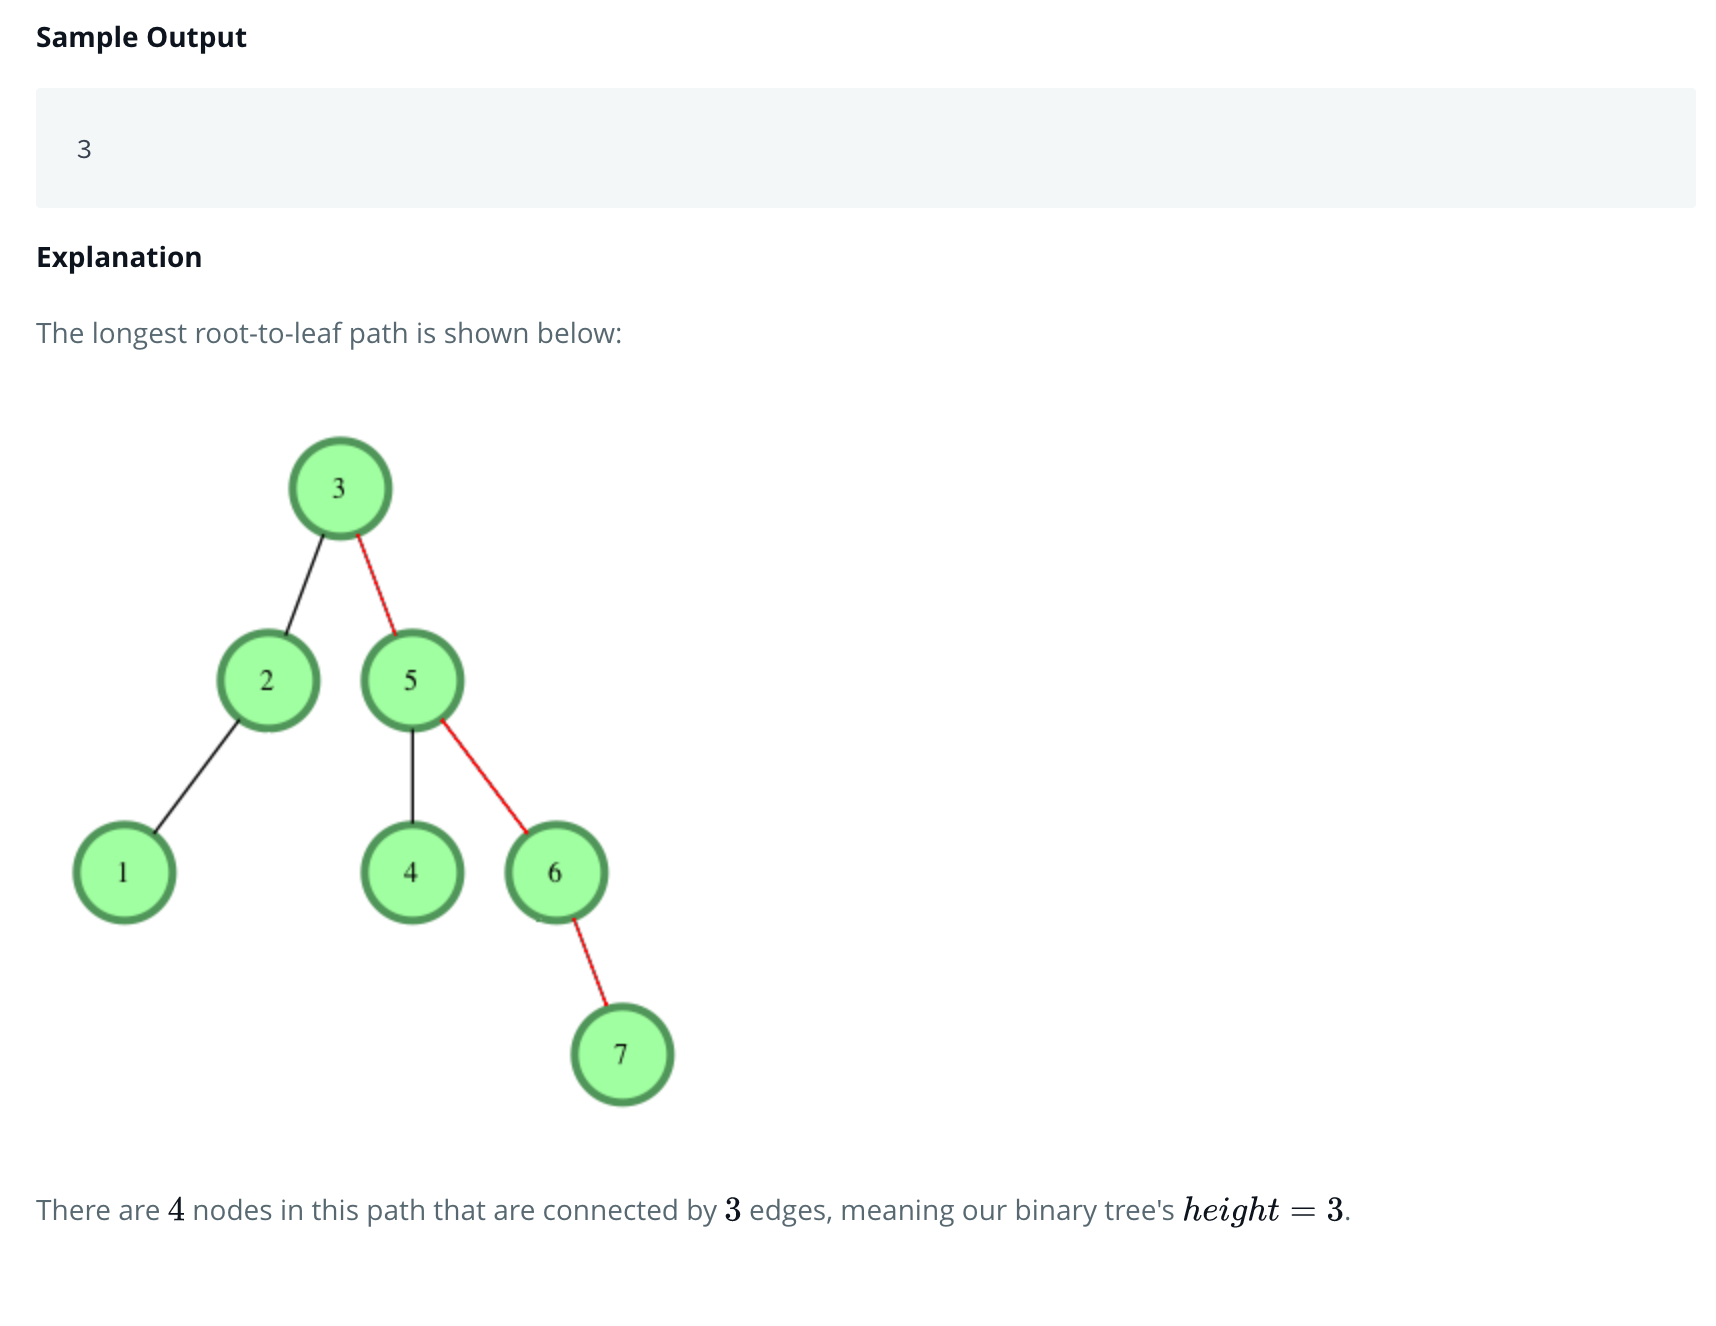 Sample Output
3
Explanation
The longest root-to-leaf path is shown below:
3
2 5
1 4 6
7
There are 4 nodes in this path that are connected by 3 edges, meaning our binary tree's height = 3.